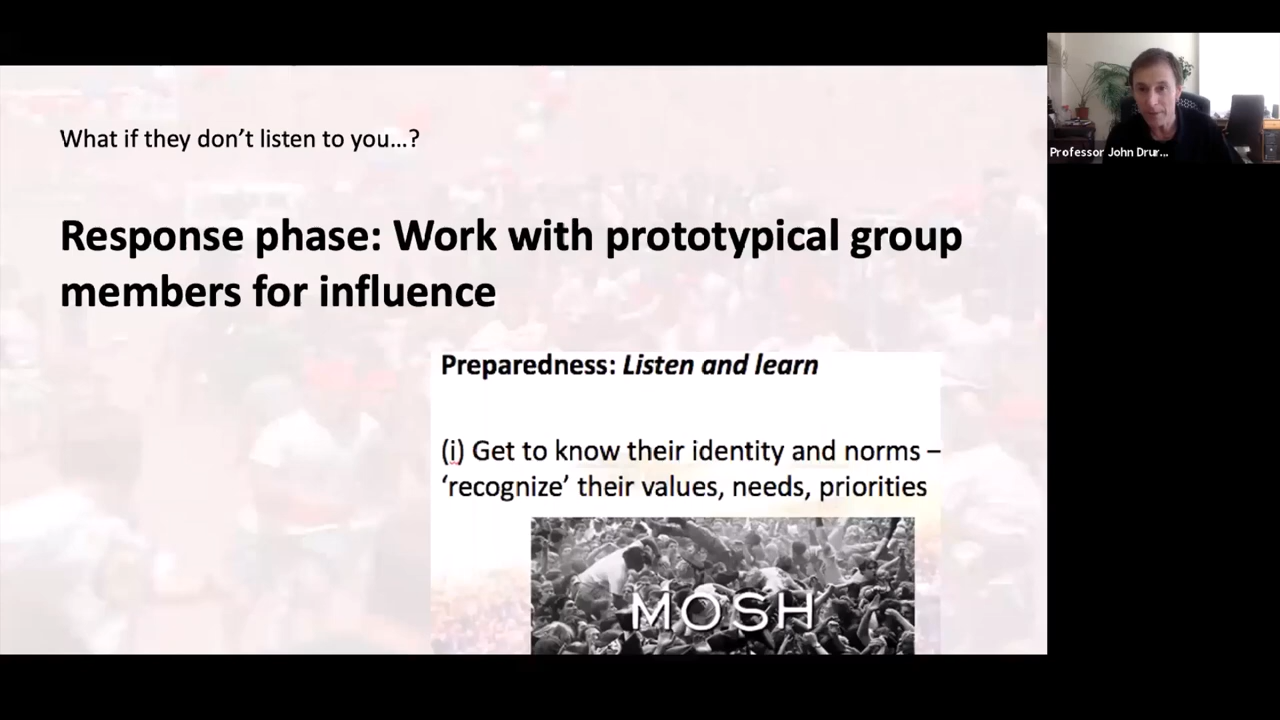 What if they don’t listen to you...?
Response phase: Work with prototypical group
members for influence
Preparedness: Listen and learn
(i) Get to know their identity and norms –
‘recognize’ their values, needs, priorities
MOSH
Professor John Drur...